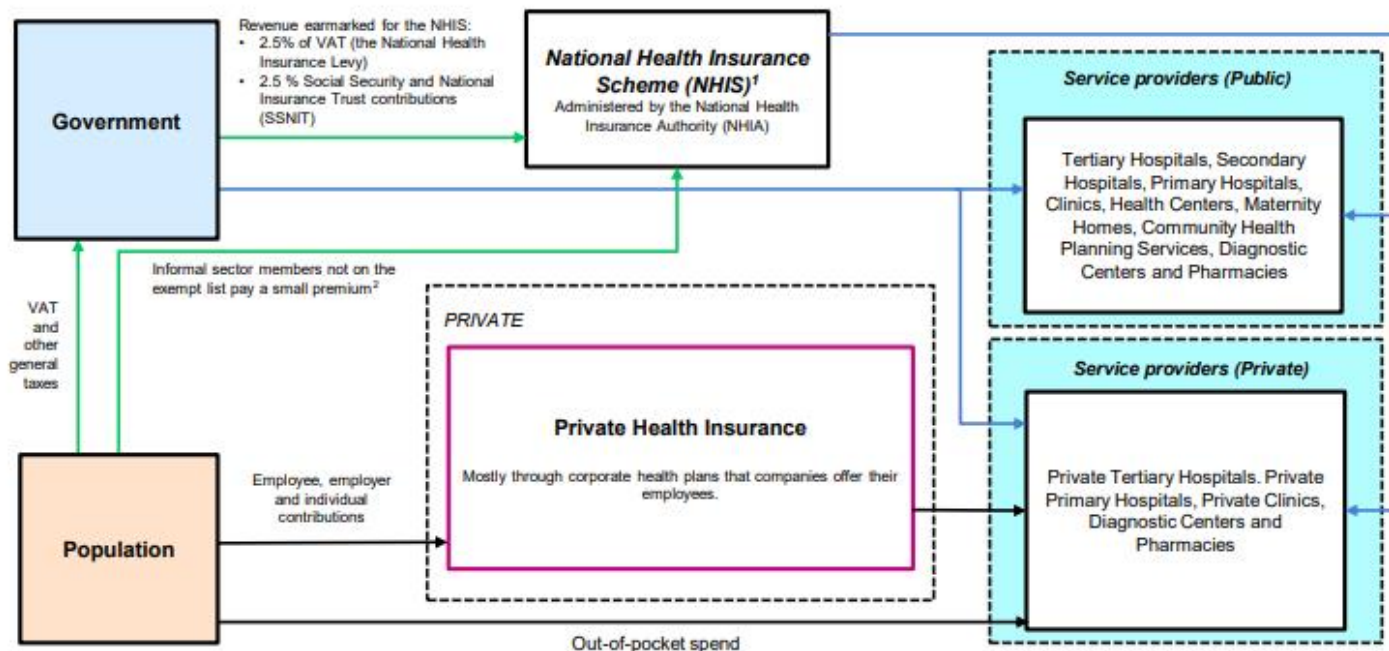 Revenue earmarked for the NHIS:
• 2.5% of VAT (the National Health
Insurance Levy)
• 2.5 % Social Security and National
Insurance Trust contributions
(SSNIT)
Government
National Health Insurance
Scheme (NHIS)¹
Administered by the National Health
Insurance Authority (NHIA)
Service providers (Public)
Tertiary Hospitals, Secondary
Hospitals, Primary Hospitals,
Clinics, Health Centers, Maternity
Homes, Community Health
Planning Services, Diagnostic
Centers and Pharmacies
Informal sector members not on the
exempt list pay a small premium²
VAT
and
other
general
taxes
PRIVATE
Private Health Insurance
Mostly through corporate health plans that companies offer their
employees.
Service providers (Private)
Private Tertiary Hospitals. Private
Primary Hospitals, Private Clinics,
Diagnostic Centers and
Pharmacies
Employee, employer
and individual
contributions
Population
Out-of-pocket spend